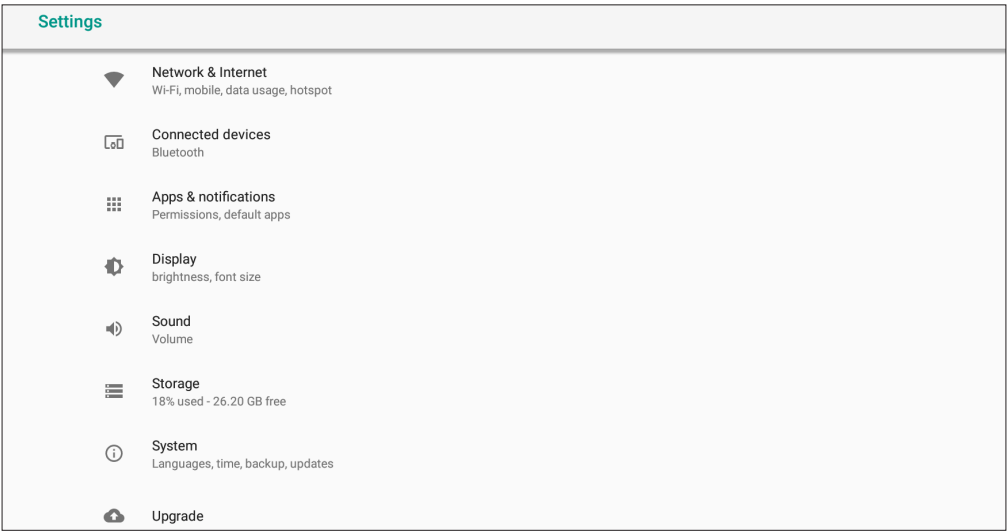 Settings
Network & Internet
Wi-Fi, mobile, data usage, hotspot
Connected devices
Bluetooth
Apps & notifications
Permissions, default apps
Display
brightness, font size
Sound
Volume
Storage
18% used - 26.20 GB free
System
Languages, time, backup, updates
Upgrade